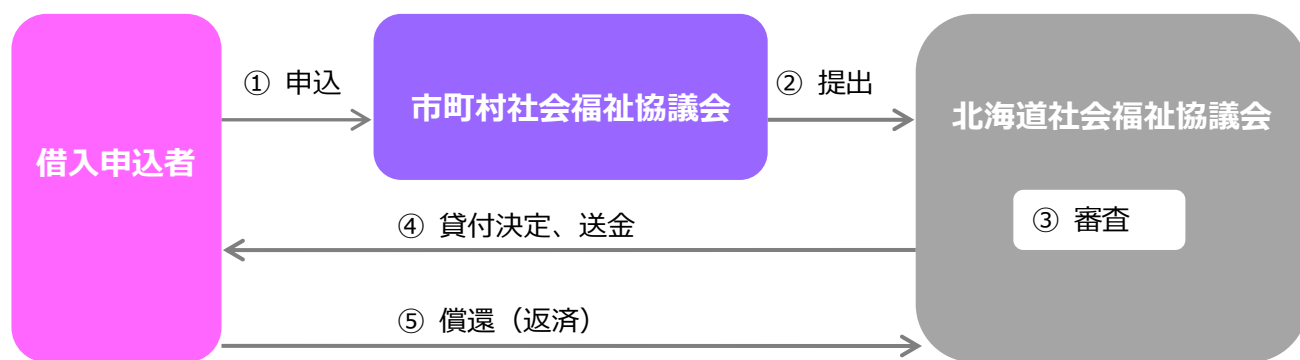 ① 申込
市町村社会福祉協議会
② 提出
北海道社会福祉協議会
借入申込者
③ 審査
④ 貸付決定、送金
⑤ 償還（返済）